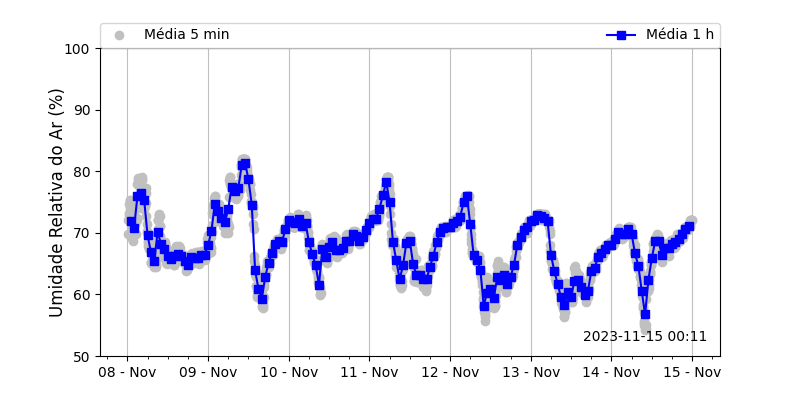 Média 5 min
Média 1 h
100
90
80
70
60
50
Umidade Relativa do Ar (%)
2023-11-15 00:11
08 - Nov
09 - Nov
10 - Nov
11 - Nov
12 - Nov
13 - Nov
14 - Nov
15 - Nov